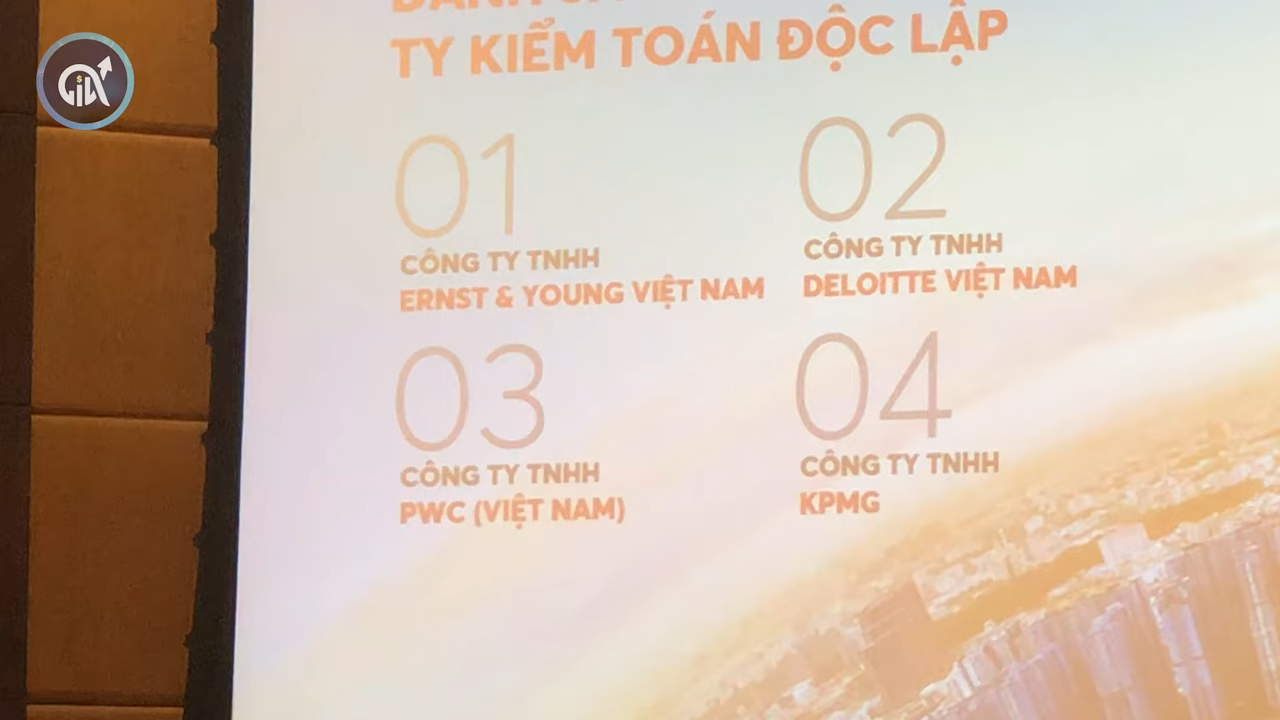 TY KIỂM TOÁN ĐỘC LẬP
01
CÔNG TY TNHH
ERNST & YOUNG VIỆT NAM
02
CÔNG TY TNHH
DELOITTE VIỆT NAM
03
CÔNG TY TNHH
PWC (VIỆT NAM)
04
CÔNG TY TNHH
KPMG